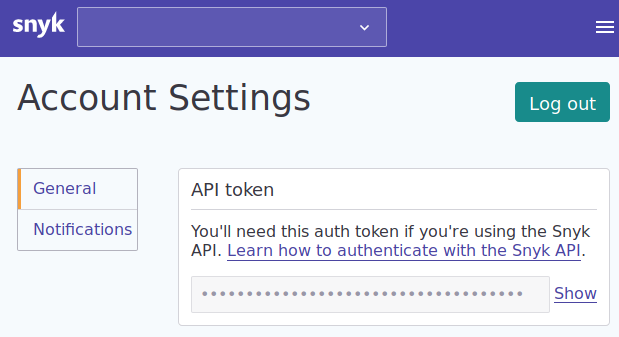 snyk
Account Settings
Log out
General
Notifications
API token
You'll need this auth token if you're using the Snyk
API. Learn how to authenticate with the Snyk API.
••••••••••••••••••••••••••••••••••••
Show